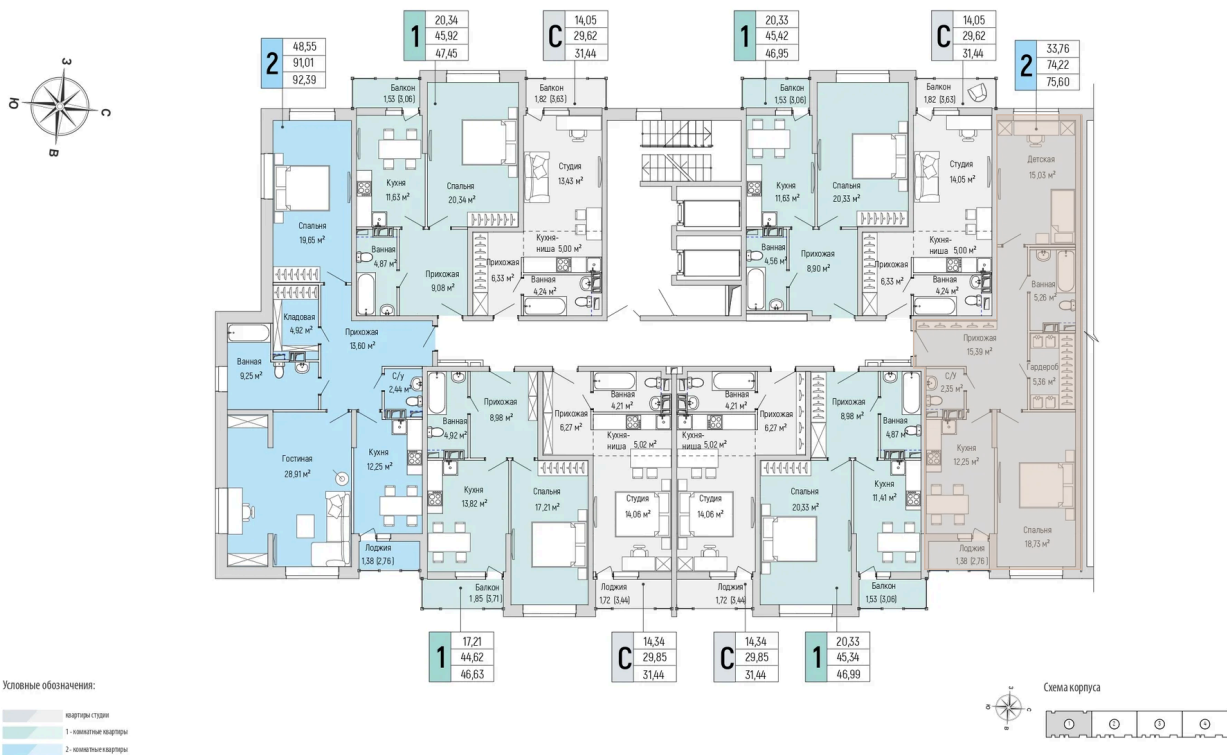 2
48,55
91,01
92,39
1
20,34
45,92
47,45
С
14,05
29,62
31,44
1
20,33
45,42
46,95
С
14,05
29,62
31,44
2
33,76
74,22
75,60
З
Ю
С
В
Балкон
1,53 (3,06)
Балкон
1,82 (3,63)
Балкон
1,53 (3,06)
Балкон
1,82 (3,63)
Спальня
19,65 м²
Кухня
11,63 м²
Спальня
20,34 м²
Студия
13,43 м²
Кухня
11,63 м²
Спальня
20,33 м²
Студия
14,05 м²
Детская
15,03 м²
Ванная
4,87 м²
Прихожая
9,08 м²
Прихожая
6,33 м²
Кухня-
ниша 5,00 м²
Ванная
4,24 м²
Ванная
4,56 м²
Прихожая
8,90 м²
Прихожая
6,33 м²
Кухня-
ниша 5,00 м²
Ванная
4,24 м²
Ванная
5,26 м²
Кладовая
4,92 м²
Прихожая
13,60 м²
Ванная
9,25 м²
С/у
2,44 м²
Прихожая
15,39 м²
С/у
2,35 м²
Гардероб
5,36 м²
Гостиная
28,91 м²
Кухня
12,25 м²
Ванная
4,92 м²
Прихожая
8,98 м²
Прихожая
6,27 м²
Ванная
4,21 м²
Кухня-
ниша 5,02 м²
Ванная
4,21 м²
Кухня-
ниша 5,02 м²
Прихожая
6,27 м²
Прихожая
8,98 м²
Ванная
4,87 м²
Кухня
12,25 м²
Кухня
13,82 м²
Спальня
17,21 м²
Студия
14,06 м²
Студия
14,06 м²
Спальня
20,33 м²
Кухня
11,41 м²
Спальня
18,73 м²
Лоджия
1,38 (2,76)
Балкон
1,85 (3,71)
Лоджия
1,72 (3,44)
Лоджия
1,72 (3,44)
Балкон
1,53 (3,06)
Лоджия
1,38 (2,76)
1
17,21
44,62
46,63
С
14,34
29,85
31,44
С
14,34
29,85
31,44
1
20,33
45,34
46,99
Условные обозначения:
квартиры студии
1 - комнатные квартиры
2 - комнатные квартиры
Схема корпуса
З
Ю
С
В
1
2
3
4